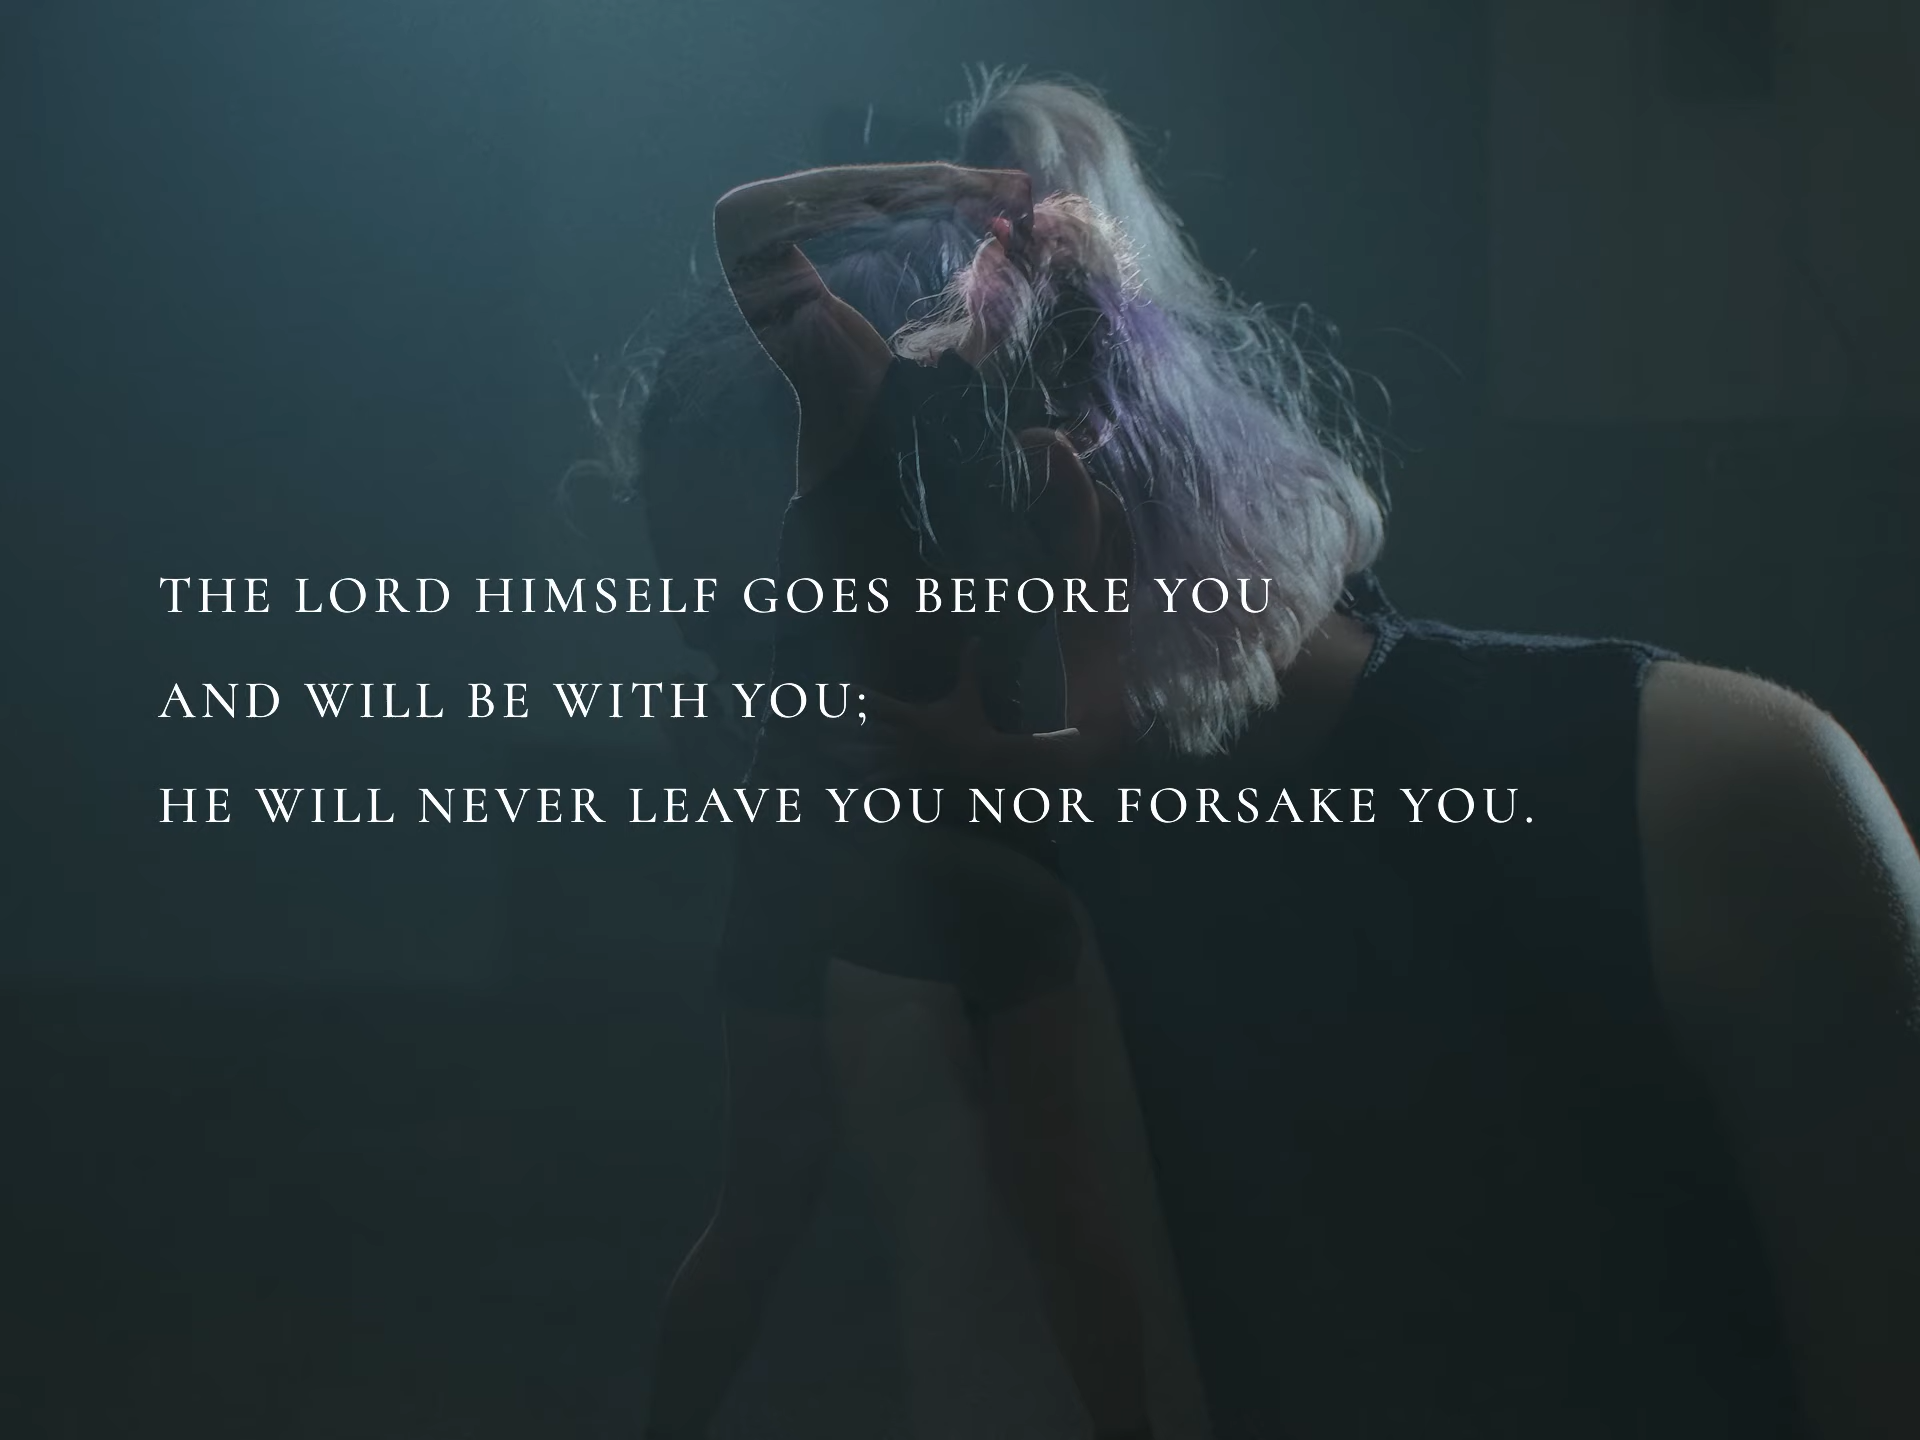 THE LORD HIMSELF GOES BEFORE YOU
AND WILL BE WITH YOU;
HE WILL NEVER LEAVE YOU NOR FORSAKE YOU.